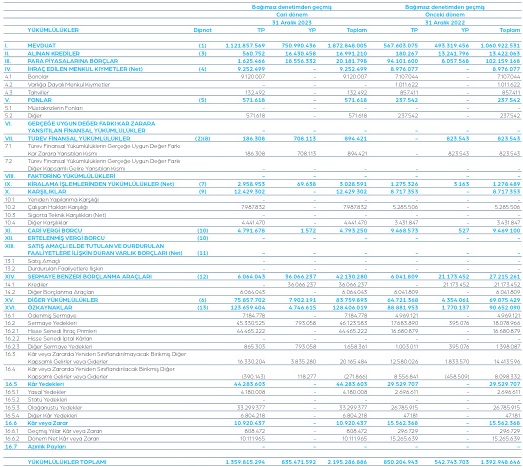 Bağımsız denetimden geçmiş Bağımsız denetimden geçmiş
Cari dönem Önceki dönem
31 Aralık 2023 31 Aralık 2022
YÜKÜMLÜLÜKLER Dipnot TP YP Toplam TP YP Toplam
I. MEVDUAT (1) 1.121.857.569 750.990.436 1.872.848.005 567.603.075 493.319.456 1.060.922.531
II. ALINAN KREDİLER (3) 560.752 16.430.458 16.991.210 180.267 13.241.796 13.422.063
III. PARA PİYASALARINA BORÇLAR 1.625.466 18.556.332 20.181.798 94.101.600 8.057.568 102.159.168
IV. İHRAÇ EDİLEN MENKUL KIYMETLER (Net) (4) 9.252.499 – 9.252.499 8.976.077 – 8.976.077
4.1 Bonolar 9.120.007 – 9.120.007 7.107.044 – 7.107.044
4.2 Varlığa Dayalı Menkul Kıymetler – – – 1.011.622 – 1.011.622
4.3 Tahviller 132.492 – 132.492 857.411 – 857.411
V. FONLAR (5) 571.618 – 571.618 237.542 – 237.542
5.1 Müstakrizlerin Fonları – – – – – –
5.2 Diğer 571.618 – 571.618 237.542 – 237.542
VI. GERÇEĞE UYGUN DEĞER FARKI KAR ZARARA
YANSITILAN FİNANSAL YÜKÜMLÜLÜKLER – – – – – –
VII. TÜREV FİNANSAL YÜKÜMLÜLÜKLER (2)(8) 186.308 708.113 894.421 – 823.543 823.543
7.1 Türev Finansal Yükümlülüklerin Gerçeğe Uygun Değer Farkı
Kar Zarara Yansıtılan Kısmı 186.308 708.113 894.421 – 823.543 823.543
7.2 Türev Finansal Yükümlülüklerin Gerçeğe Uygun Değer Farkı
Diğer Kapsamlı Gelire Yansıtılan Kısmı – – – – – –
VIII. FAKTORİNG YÜKÜMLÜLÜKLERİ – – – – – –
IX. KİRALAMA İŞLEMLERİNDEN YÜKÜMLÜLÜKLER (Net) (7) 2.958.953 69.638 3.028.591 1.275.326 3.163 1.278.489
X. KARŞILIKLAR (9) 12.429.302 – 12.429.302 8.717.353 – 8.717.353
10.1 Yeniden Yapılanma Karşılığı – – – – – –
10.2 Çalışan Hakları Karşılığı 7.987.832 – 7.987.832 5.285.506 – 5.285.506
10.3 Sigorta Teknik Karşılıkları (Net) – – – – – –
10.4 Diğer Karşılıklar 4.441.470 – 4.441.470 3.431.847 – 3.431.847
XI. CARİ VERGİ BORCU (10) 4.791.678 1.572 4.793.250 9.468.573 527 9.469.100
XII. ERTELENMİŞ VERGİ BORCU (10) – – – – – –
XIII. SATIŞ AMAÇLI ELDE TUTULAN VE DURDURULAN
FAALİYETLERE İLİŞKİN DURAN VARLIK BORÇLARI (Net) (11) – – – – – –
13.1 Satış Amaçlı – – – – – –
13.2 Durdurulan Faaliyetlere İlişkin – – – – – –
XIV. SERMAYE BENZERİ BORÇLANMA ARAÇLARI (12) 6.064.043 36.066.237 42.130.280 6.041.809 21.173.452 27.215.261
14.1 Krediler – 36.066.237 36.066.237 – 21.173.452 21.173.452
14.2 Diğer Borçlanma Araçları 6.064.043 – 6.064.043 6.041.809 – 6.041.809
XV. DİĞER YÜKÜMLÜLÜKLER (6) 75.857.702 7.902.191 83.759.893 64.721.368 4.354.061 69.075.429
XVI. ÖZKAYNAKLAR (13) 123.659.404 4.746.615 128.406.019 88.881.953 1.770.137 90.652.090
16.1 Ödenmiş Sermaye 7.184.778 – 7.184.778 4.969.121 – 4.969.121
16.2 Sermaye Yedekleri 45.330.525 793.058 46.123.583 17.683.890 395.076 18.078.966
16.2.1 Hisse Senedi İhraç Primleri 44.465.222 – 44.465.222 16.680.879 – 16.680.879
16.2.2 Hisse Senedi İptal Kârları – – – – – –
16.2.3 Diğer Sermaye Yedekleri 865.303 793.058 1.658.361 1.003.011 395.076 1.398.087
16.3 Kâr veya Zararda Yeniden Sınıflandırılmayacak Birikmiş Diğer
Kapsamlı Gelirler veya Giderler 16.330.204 3.835.280 20.165.484 12.580.026 1.833.570 14.413.596
16.4 Kâr veya Zararda Yeniden Sınıflandırılacak Birikmiş Diğer
Kapsamlı Gelirler veya Giderler (390.143) 118.277 (271.866) 8.556.841 (458.509) 8.098.332
16.5 Kâr Yedekleri 44.283.603 – 44.283.603 29.529.707 – 29.529.707
16.5.1 Yasal Yedekler 4.180.008 – 4.180.008 2.696.611 – 2.696.611
16.5.2 Statü Yedekleri – – – – – –
16.5.3 Olağanüstü Yedekler 33.299.377 – 33.299.377 26.785.915 – 26.785.915
16.5.4 Diğer Kâr Yedekleri 6.804.218 – 6.804.218 47.181 – 47.181
16.6 Kâr veya Zarar 10.920.437 – 10.920.437 15.562.368 – 15.562.368
16.6.1 Geçmiş Yıllar Kâr veya Zararı 808.472 – 808.472 296.729 – 296.729
16.6.2 Dönem Net Kâr veya Zararı 10.111.965 – 10.111.965 15.265.639 – 15.265.639
16.7 Azınlık Payları – – – – – –
YÜKÜMLÜLÜKLER TOPLAMI 1.359.815.294 835.471.592 2.195.286.886 850.204.943 542.743.703 1.392.948.646